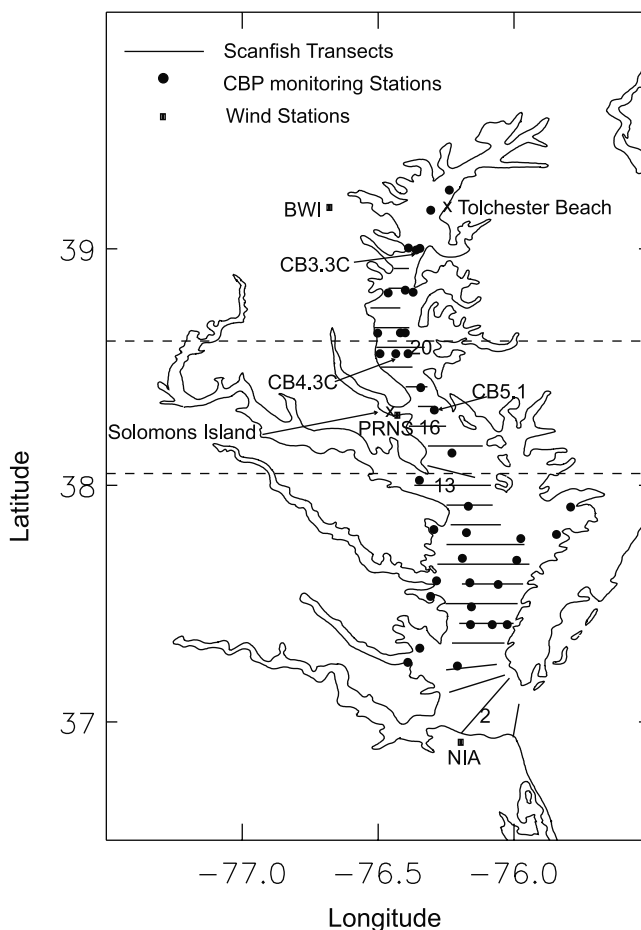 Scanfish Transects
CBP monitoring Stations
Wind Stations
BWI
Tolchester Beach
39
CB3.3C
20
CB4.3C
CB5.1
Solomons Island
PRNS 16
38
13
Latitude
37
2
NIA
-77.0 -76.5 -76.0
Longitude